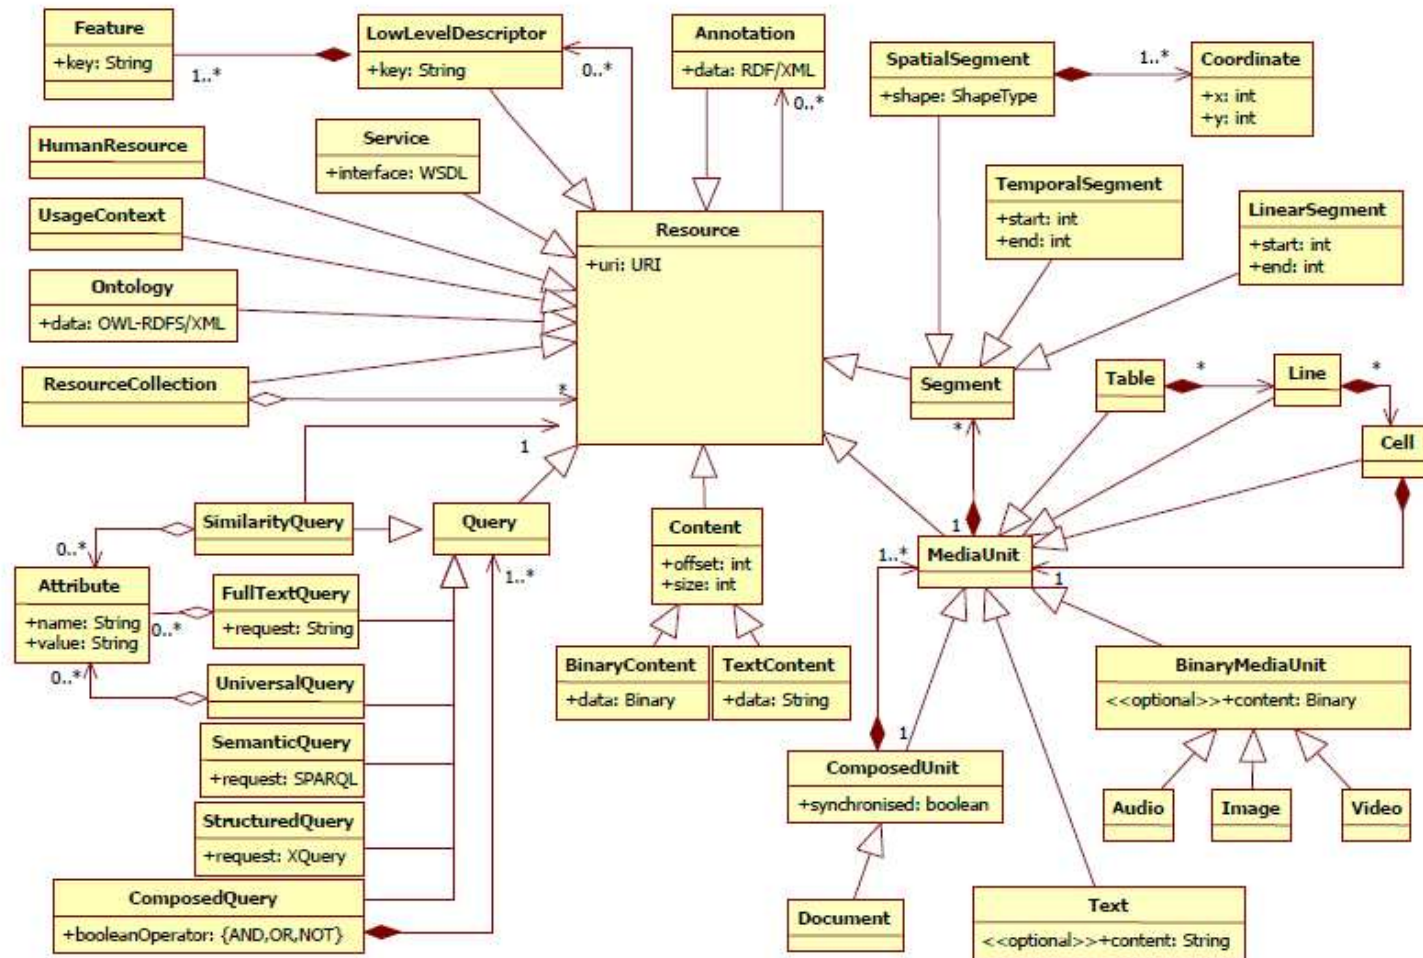 Feature
+key: String
1..*
LowLevelDescriptor
+key: String
0..*
Annotation
+data: RDF/XML
0..*
SpatialSegment
+shape: ShapeType
1..*
Coordinate
+x: int
+y: int
HumanResource
Service
+interface: WSDL
UsageContext
Ontology
+data: OWL-RDFS/XML
ResourceCollection
*
Resource
+uri: URI
TemporalSegment
+start: int
+end: int
LinearSegment
+start: int
+end: int
Segment
*
Table
*
Line
*
Cell
1
SimilarityQuery
Query
1..*
0..*
Attribute
+name: String
+value: String
0..*
0..*
FullTextQuery
+request: String
UniversalQuery
SemanticQuery
+request: SPARQL
StructuredQuery
+request: XQuery
ComposedQuery
+booleanOperator: {AND,OR,NOT}
Content
+offset: int
+size: int
BinaryContent
+data: Binary
TextContent
+data: String
1
1..*
MediaUnit
1
BinaryMediaUnit
<<optional>>+content: Binary
1
ComposedUnit
+synchronised: boolean
Audio
Image
Video
Document
Text
<<optional>>+content: String